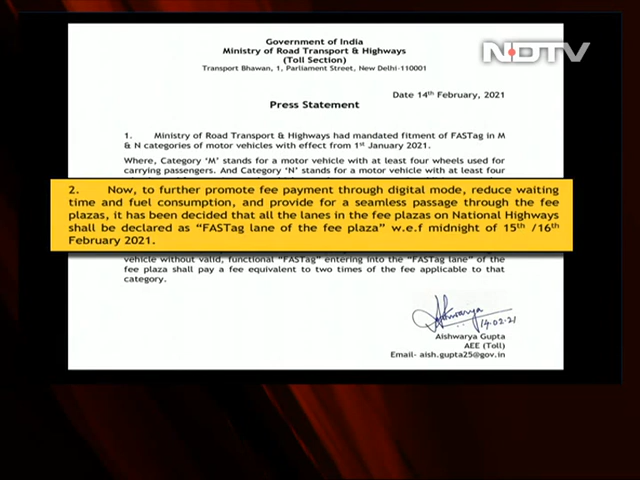 NDTV
Government of India
Ministry of Road Transport & Highways
(Toll Section)
Transport Bhawan, 1, Parliament Street, New Delhi-110001
Date 14th February, 2021
Press Statement
1. Ministry of Road Transport & Highways had mandated fitment of FASTag in M
& N categories of motor vehicles with effect from 1st January 2021.
Where, Category 'M' stands for a motor vehicle with at least four wheels used for
carrying passengers. And Category 'N' stands for a motor vehicle with at least four
2. Now, to further promote fee payment through digital mode, reduce waiting
time and fuel consumption, and provide for a seamless passage through the fee
plazas, it has been decided that all the lanes in the fee plazas on National Highways
shall be declared as "FASTag lane of the fee plaza" w.e.f midnight of 15th /16th
February 2021.
vehicle without valid, functional "FASTag" entering into the "FASTag lane" of the
fee plaza shall pay a fee equivalent to two times of the fee applicable to that
category.
Aishwarya
14-02-21
Aishwarya Gupta
AEE (Toll)
Email- aish.gupta25@gov.in